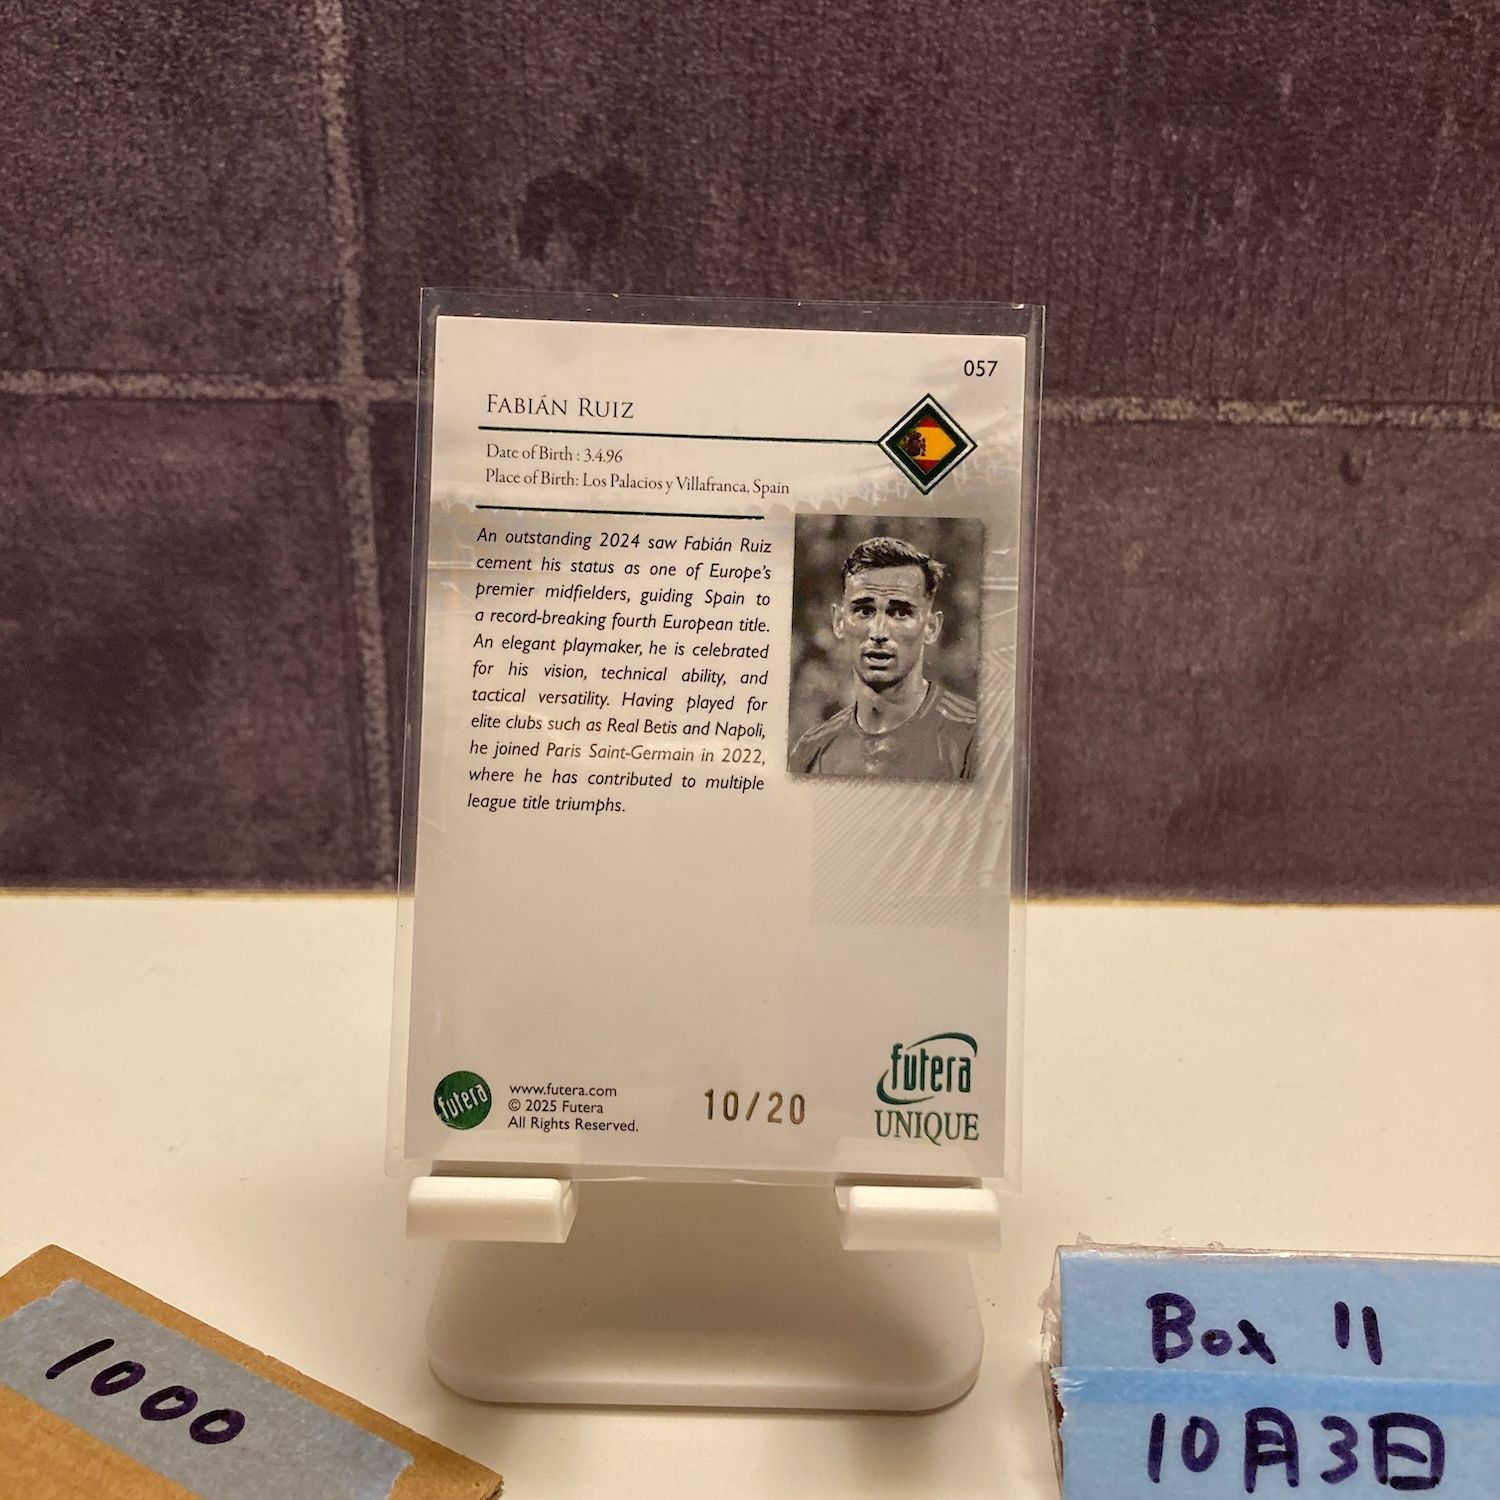 057
FABIÁN RUIZ
Date of Birth : 3.4.96
Place of Birth: Los Palacios y Villafranca, Spain
An outstanding 2024 saw Fabián Ruiz
cement his status as one of Europe's
premier midfielders, guiding Spain to
a record-breaking fourth European title.
An elegant playmaker, he is celebrated
for his vision, technical ability, and
tactical versatility. Having played for
elite clubs such as Real Betis and Napoli,
he joined Paris Saint-Germain in 2022,
where he has contributed to multiple
league title triumphs.
futera
www.futera.com
© 2025 Futera
All Rights Reserved.
10/20
futera
UNIQUE
1000
Box 11
10月3日